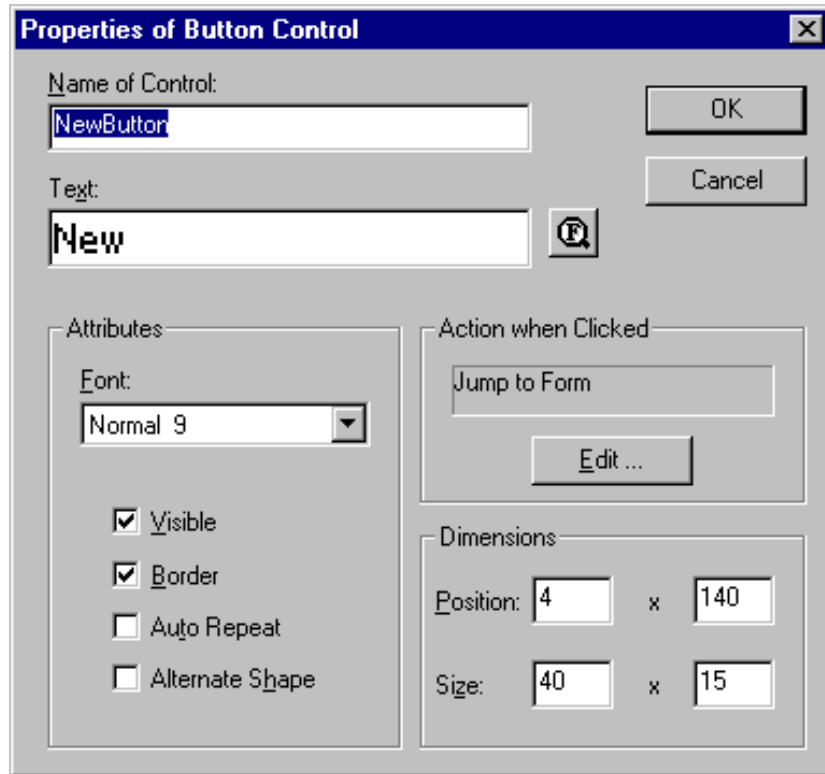 Properties of Button Control
Name of Control:
NewButton
OK
Text:
Cancel
New
F
Attributes
Font:
Normal 9
Visible
Border
Auto Repeat
Alternate Shape
Action when Clicked
Jump to Form
Edit ...
Dimensions
Position: 4 x 140
Size: 40 x 15